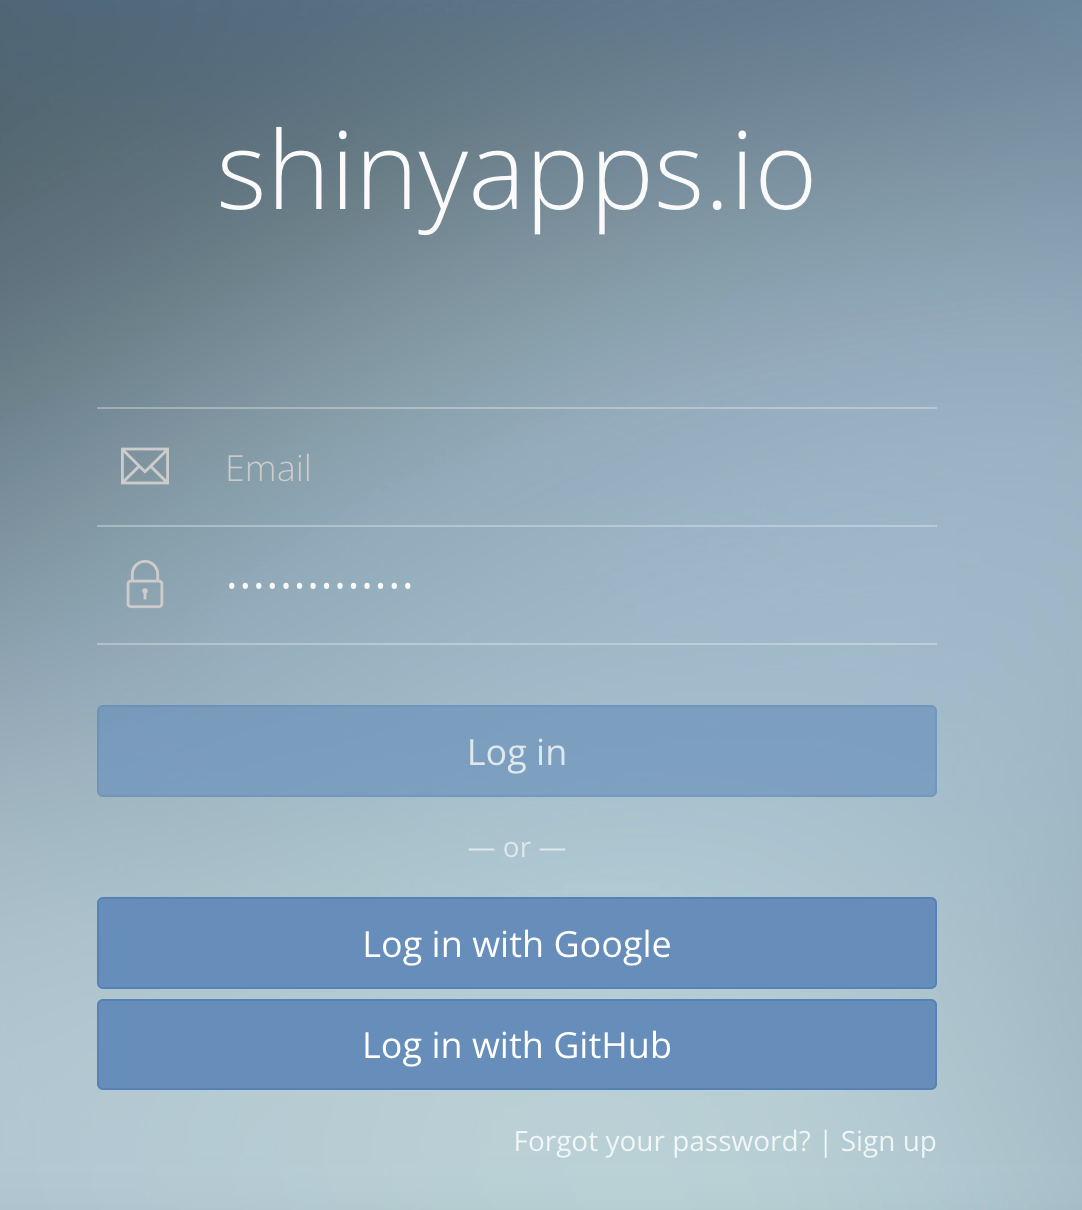 shinyapps.io
Email
••••••••••••••
Log in
— or —
Log in with Google
Log in with GitHub
Forgot your password? | Sign up